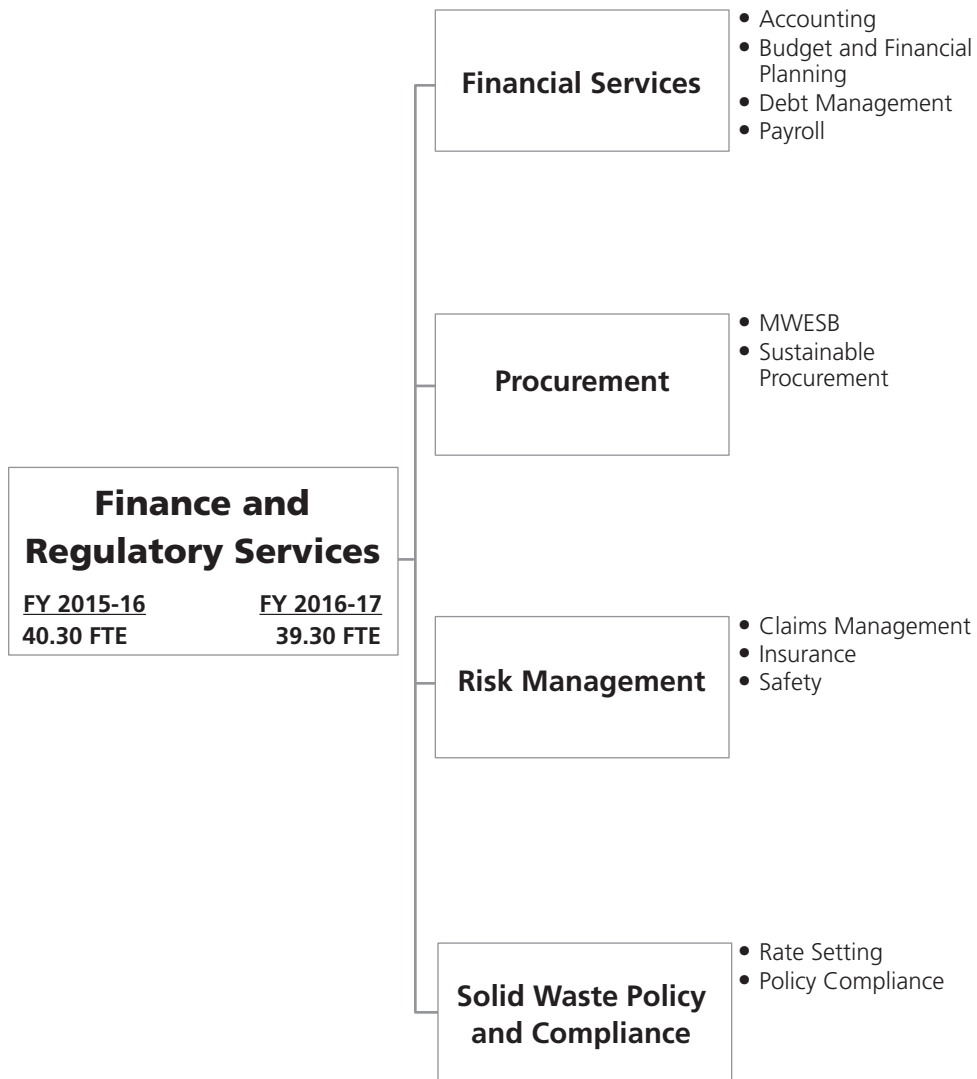 Financial Services
• Accounting
• Budget and Financial
Planning
• Debt Management
• Payroll
Procurement
• MWESB
• Sustainable
Procurement
Finance and
Regulatory Services
FY 2015-16 FY 2016-17
40.30 FTE 39.30 FTE
Risk Management
• Claims Management
• Insurance
• Safety
Solid Waste Policy
and Compliance
• Rate Setting
• Policy Compliance